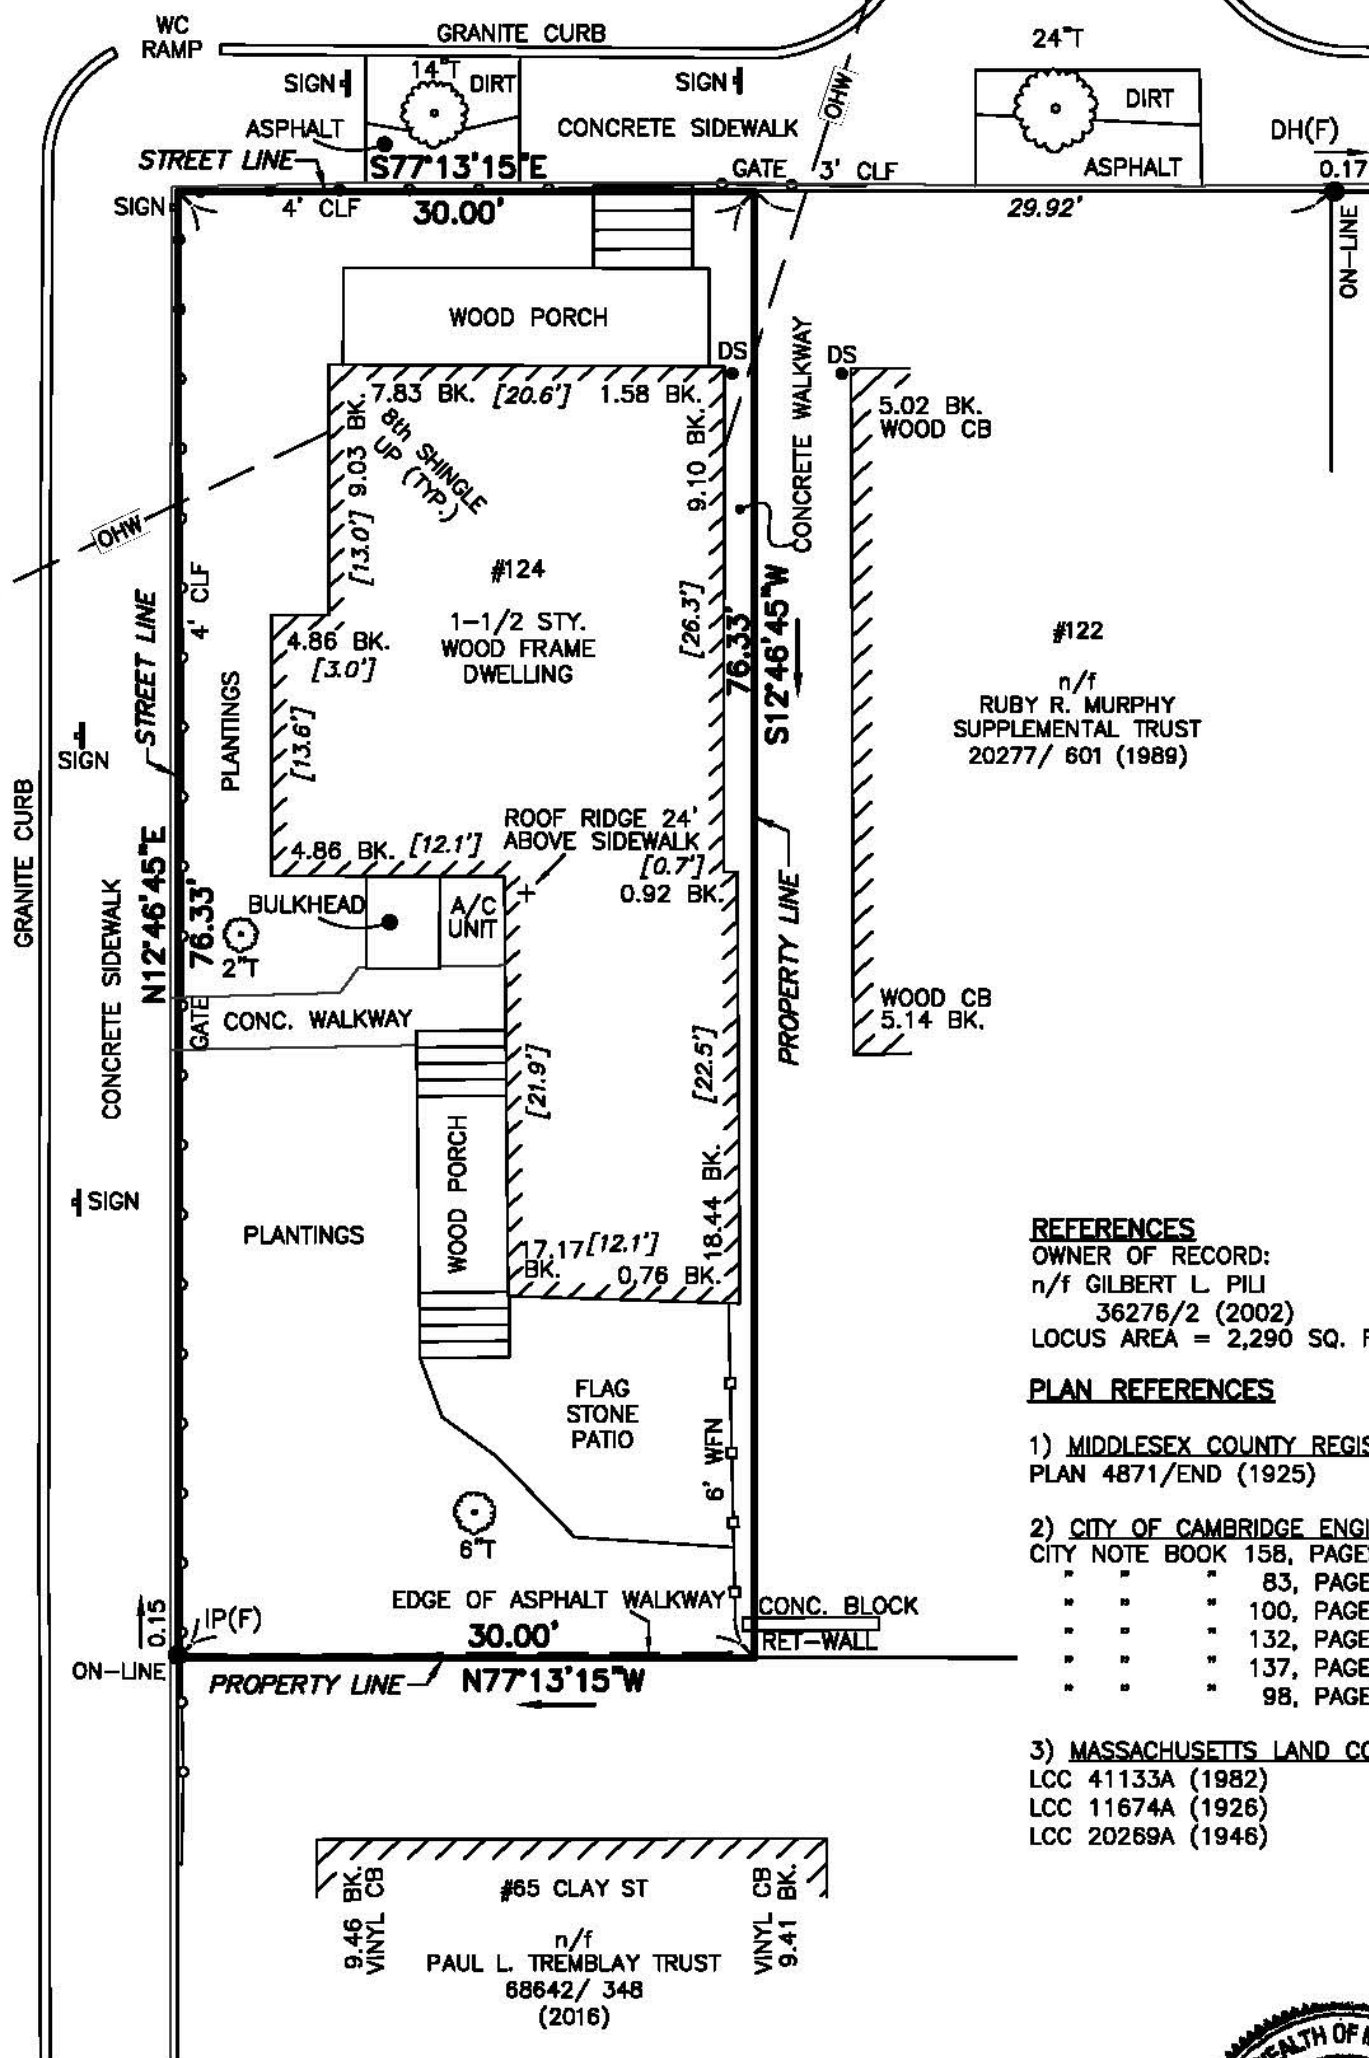 WC
RAMP
GRANITE CURB
24"T
SIGN
14"T
DIRT
SIGN
OHW
DIRT
ASPHALT
CONCRETE SIDEWALK
DH(F)
STREET LINE
S77°13'15"E
GATE
3' CLF
ASPHALT
0.17
SIGN
4' CLF
30.00'
29.92'
ON-LINE
WOOD PORCH
DS
DS
CONCRETE WALKWAY
7.83 BK.
[20.6']
1.58 BK.
5.02 BK.
WOOD CB
[13.0'] 9.03 BK.
8th SHINGLE
UP (TYP.)
9.10 BK.
OHW
#124
1-1/2 STY.
WOOD FRAME
DWELLING
4' CLF
STREET LINE
4.86 BK.
[3.0']
[26.3']
76.33'
S12°46'45"W
#122
n/f
RUBY R. MURPHY
SUPPLEMENTAL TRUST
20277/ 601 (1989)
PLANTINGS
[13.6']
SIGN
GRANITE CURB
ROOF RIDGE 24'
ABOVE SIDEWALK
4.86 BK.
[12.1']
[0.7']
0.92 BK.
PROPERTY LINE
CONCRETE SIDEWALK
N12°46'45"E
76.33'
BULKHEAD
A/C
UNIT
2"T
GATE
CONC. WALKWAY
WOOD CB
5.14 BK.
[21.9']
[22.5']
WOOD PORCH
SIGN
PLANTINGS
18.44 BK.
17.17
BK.
[12.1']
0.76 BK.
FLAG
STONE
PATIO
6' WFN
6"T
EDGE OF ASPHALT WALKWAY
CONC. BLOCK
RET-WALL
0.15
IP(F)
30.00'
ON-LINE
PROPERTY LINE
N77°13'15"W
REFERENCES
OWNER OF RECORD:
n/f GILBERT L. PILI
36276/2 (2002)
LOCUS AREA = 2,290 SQ. F
PLAN REFERENCES
1) MIDDLESEX COUNTY REGIS
PLAN 4871/END (1925)
2) CITY OF CAMBRIDGE ENGI
CITY NOTE BOOK 158, PAGE
" " " 83, PAGE
" " " 100, PAGE
" " " 132, PAGE
" " " 137, PAGE
" " " 98, PAGE
3) MASSACHUSETTS LAND CO
LCC 41133A (1982)
LCC 11674A (1926)
LCC 20269A (1946)
9.46 BK.
VINYL CB
#65 CLAY ST
n/f
PAUL L. TREMBLAY TRUST
68642/ 348
(2016)
VINYL CB
9.41 BK.
EALTH OF